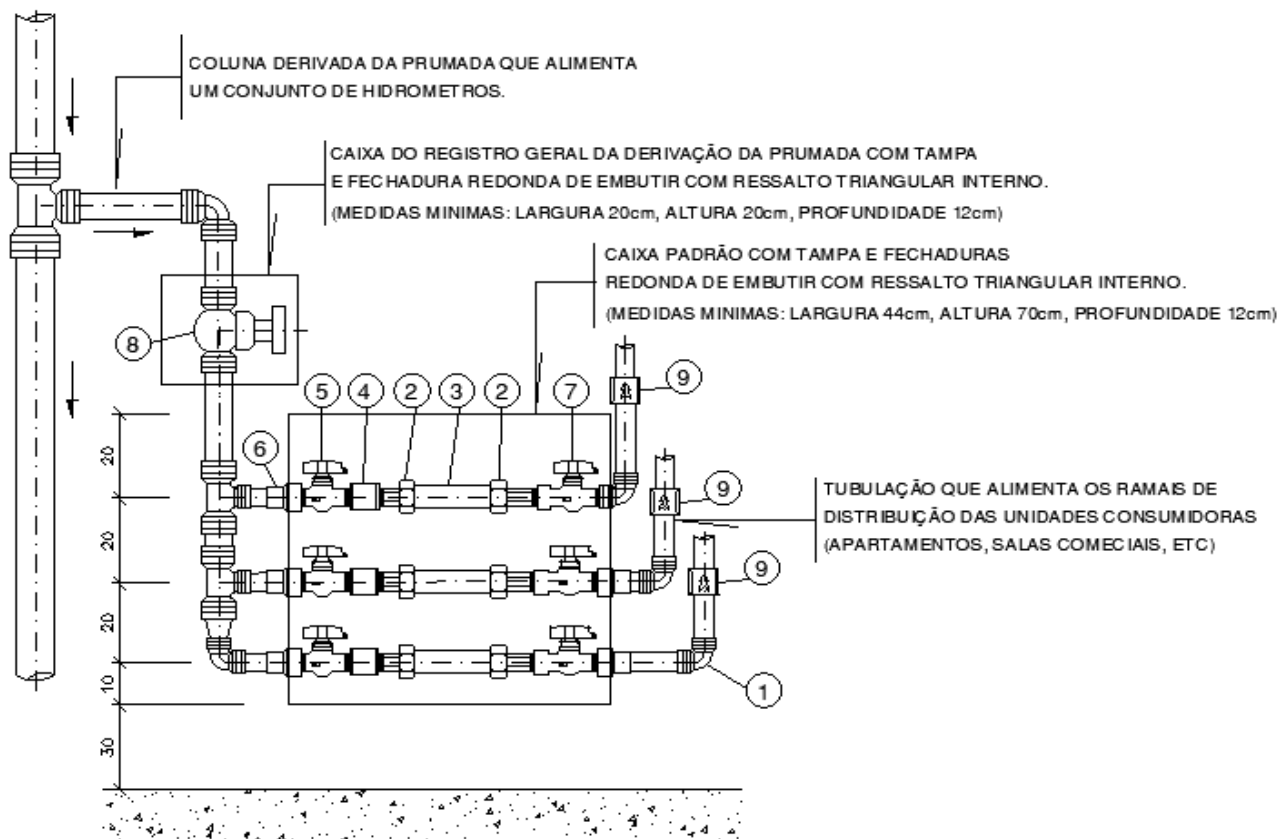 COLUNA DERIVADA DA PRUMADA QUE ALIMENTA
UM CONJUNTO DE HIDROMETROS.
CAIXA DO REGISTRO GERAL DA DERIVAÇÃO DA PRUMADA COM TAMPA
E FECHADURA REDONDA DE EMBUTIR COM RESSALTO TRIANGULAR INTERNO.
(MEDIDAS MINIMAS: LARGURA 20cm, ALTURA 20cm, PROFUNDIDADE 12cm)
CAIXA PADRÃO COM TAMPA E FECHADURAS
REDONDA DE EMBUTIR COM RESSALTO TRIANGULAR INTERNO.
(MEDIDAS MINIMAS: LARGURA 44cm, ALTURA 70cm, PROFUNDIDADE 12cm)
8
5
4
2
3
2
7
9
6
9
9
1
TUBULAÇÃO QUE ALIMENTA OS RAMAIS DE
DISTRIBUIÇÃO DAS UNIDADES CONSUMIDORAS
(APARTAMENTOS, SALAS COMECIAIS, ETC)
20
20
20
10
30